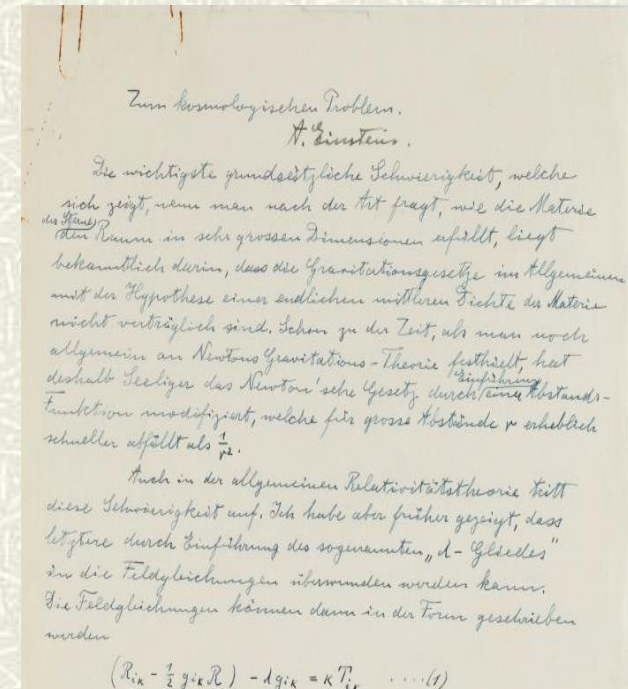 Zum kosmologischen Problem.
A. Einstein.
Die wichtigste grundsätzliche Schwierigkeit, welche
sich zeigt, wenn man nach der Art fragt, wie die Materie
den Raum in sehr grossen Dimensionen erfüllt, liegt
bekanntlich darin, dass die Gravitationsgesetze im Allgemeinen
mit der Hypothese einer endlichen mittleren Dichte der Materie
nicht verträglich sind. Schon zu der Zeit, als man noch
allgemein an Newtons Gravitations-Theorie festhielt, hat
deshalb Seeliger das Newton'sche Gesetz durch Einführung einer Abstands-
Funktion modifiziert, welche für grosse Abstände r erheblich
schneller abfällt als 1/r².
Auch in der allgemeinen Relativitätstheorie tritt
diese Schwierigkeit auf. Ich habe aber früher gezeigt, dass
letztere durch Einführung des sogenannten „λ-Gliedes"
in die Feldgleichungen überwunden werden kann.
Die Feldgleichungen können dann in der Form geschrieben
werden
(R_ik - 1/2 g_ik R) - λg_ik = κ T_ik ....(1)